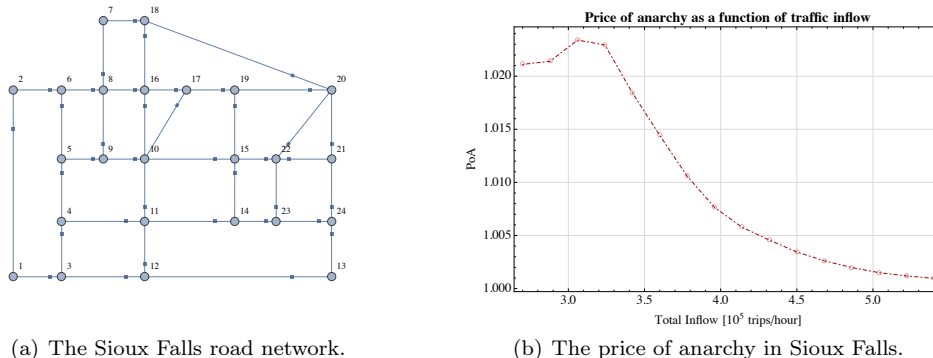 7 18
2 6 8 16 17 19 20
5 9 10 15 22 21
4 11 14 23 24
1 3 12 13
(a) The Sioux Falls road network.
Price of anarchy as a function of traffic inflow
PoA
1.020
1.015
1.010
1.005
1.000
3.0 3.5 4.0 4.5 5.0
Total Inflow [10⁵ trips/hour]
(b) The price of anarchy in Sioux Falls.